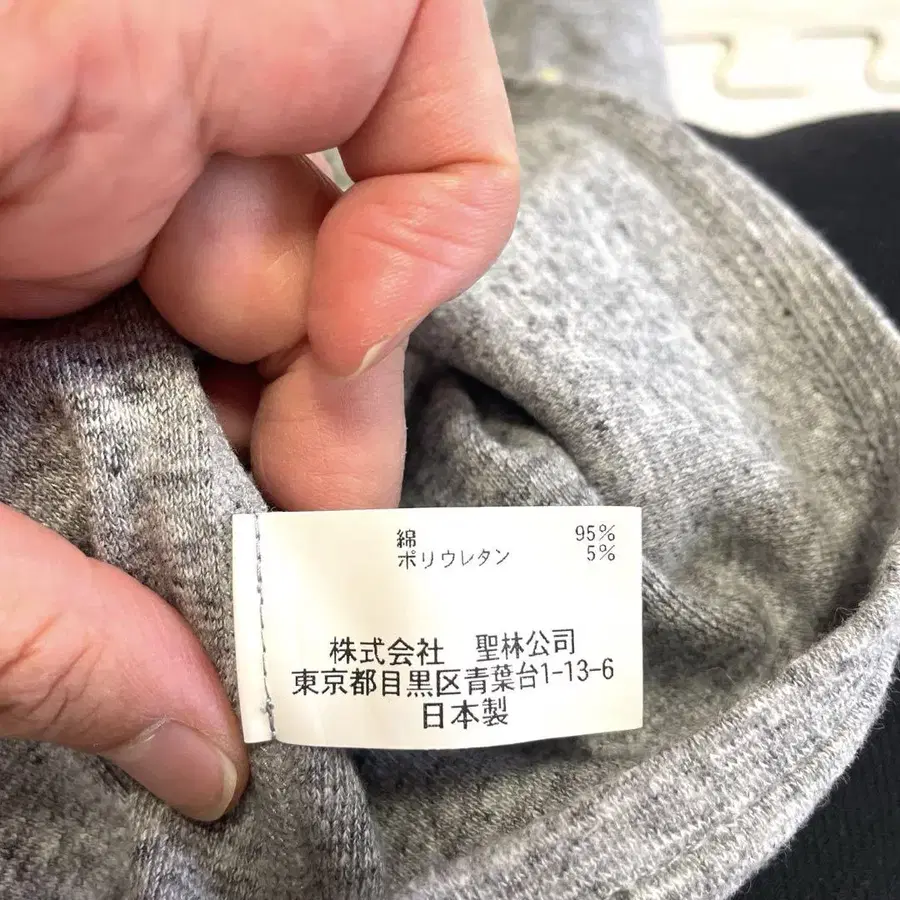 綿 95%
ポリウレタン 5%
株式会社 聖林公司
東京都目黒区青葉台1-13-6
日本製